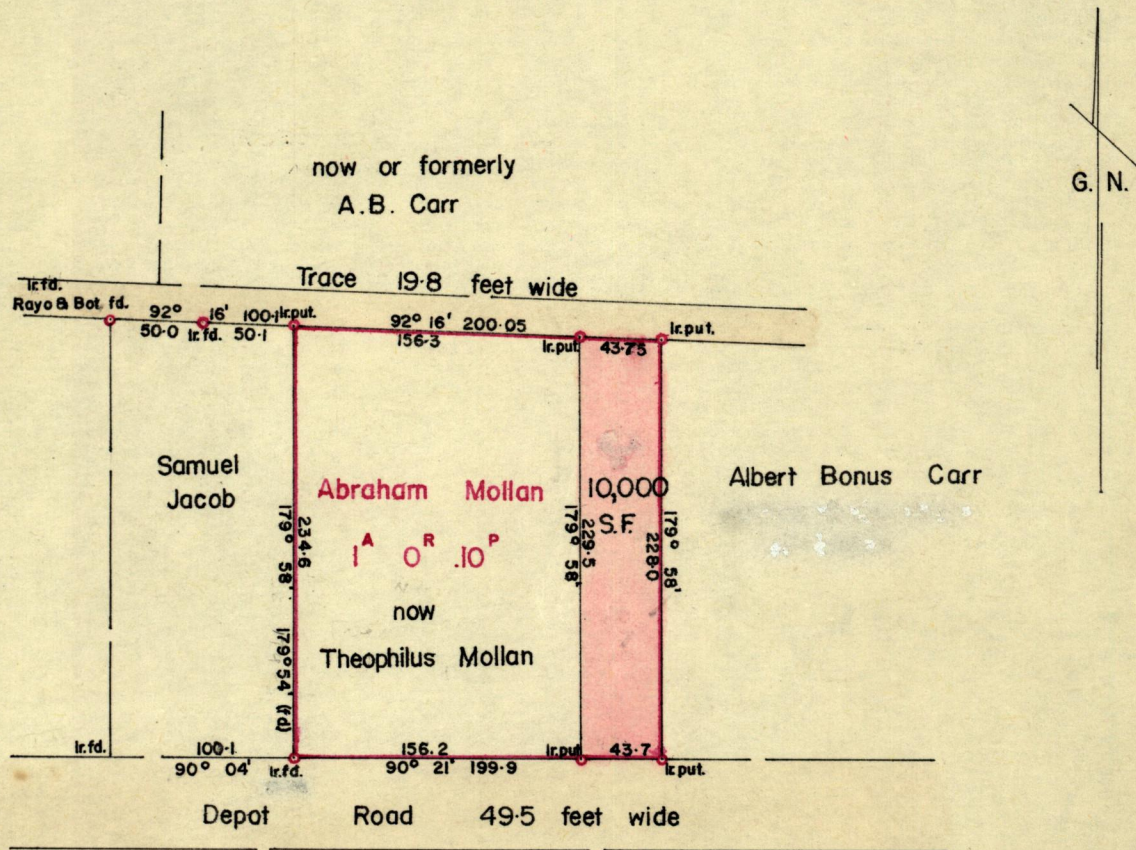 now or formerly
A.B. Carr
G. N.
Trace 19·8 feet wide
Ir.fd.
Rayo & Bot. fd.
92° 16' 100·1
Ir.put.
50·0 Ir.fd. 50·1
92° 16' 200·05
156·3
Ir.put.
43·75
Ir.put.
Samuel
Jacob
Abraham Mollan
1ᴬ 0ᴿ .10ᴾ
now
Theophilus Mollan
10,000
S.F.
Albert Bonus Carr
234·6
179° 58'
179° 54' (fd)
229·5
179° 58'
228·0
179° 58'
Ir.fd.
100·1
90° 04'
Ir.fd.
156·2
90° 21' 199·9
Ir.put
43·7
Ir.put.
Depot Road 49·5 feet wide